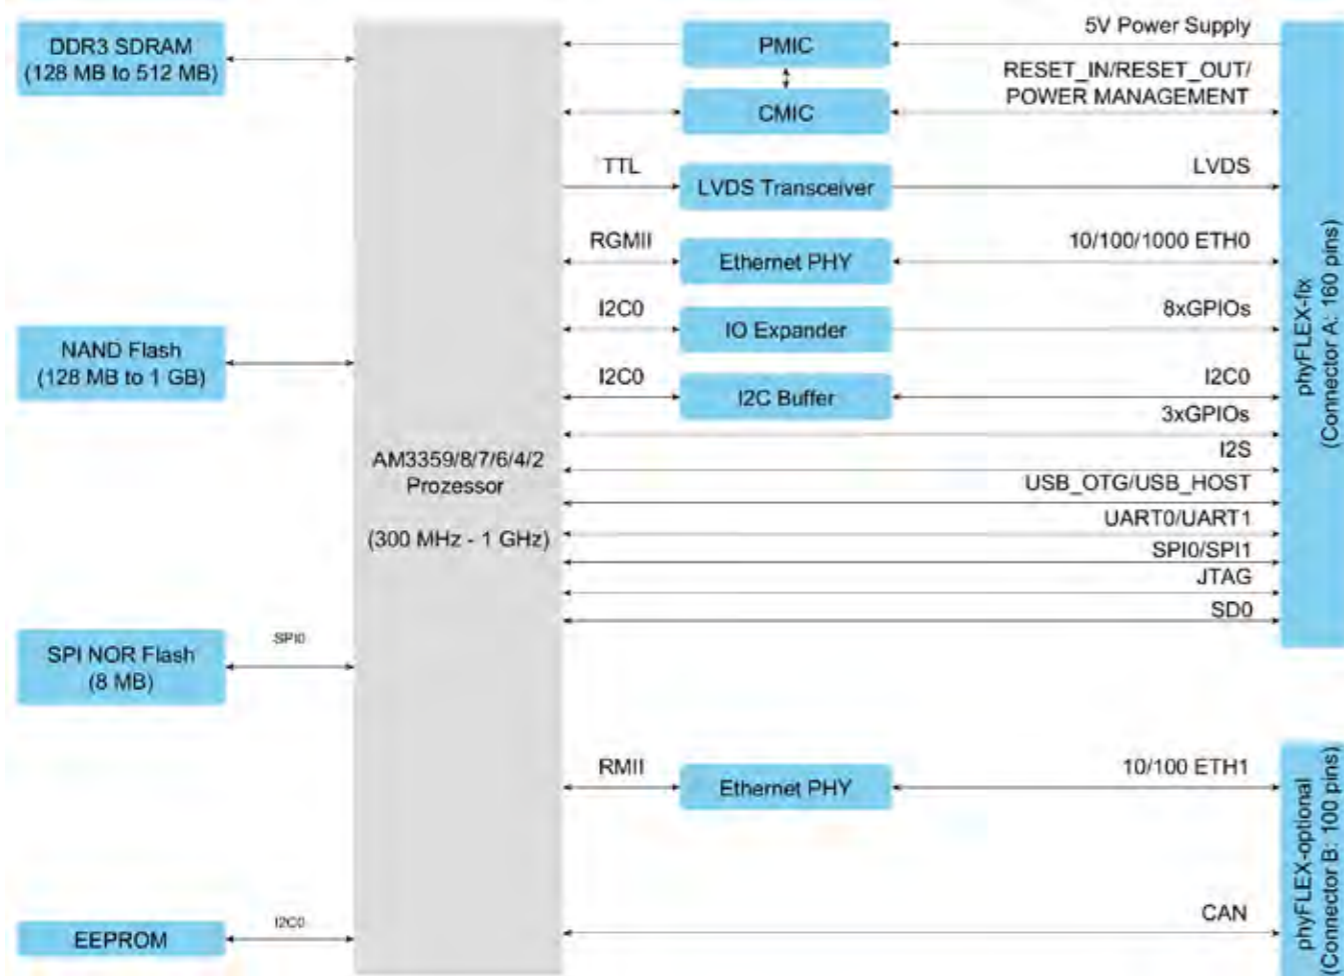 DDR3 SDRAM
(128 MB to 512 MB)
NAND Flash
(128 MB to 1 GB)
SPI NOR Flash
(8 MB)
SPI0
EEPROM
I2C0
AM3359/8/7/6/4/2
Prozessor
(300 MHz - 1 GHz)
PMIC
5V Power Supply
CMIC
RESET_IN/RESET_OUT/
POWER MANAGEMENT
TTL
LVDS Transceiver
LVDS
RGMII
Ethernet PHY
10/100/1000 ETH0
I2C0
IO Expander
8xGPIOs
I2C0
I2C Buffer
I2C0
3xGPIOs
I2S
USB_OTG/USB_HOST
UART0/UART1
SPI0/SPI1
JTAG
SD0
RMII
Ethernet PHY
10/100 ETH1
CAN
phyFLEX-fix
(Connector A: 160 pins)
phyFLEX-optional
(Connector B: 100 pins)